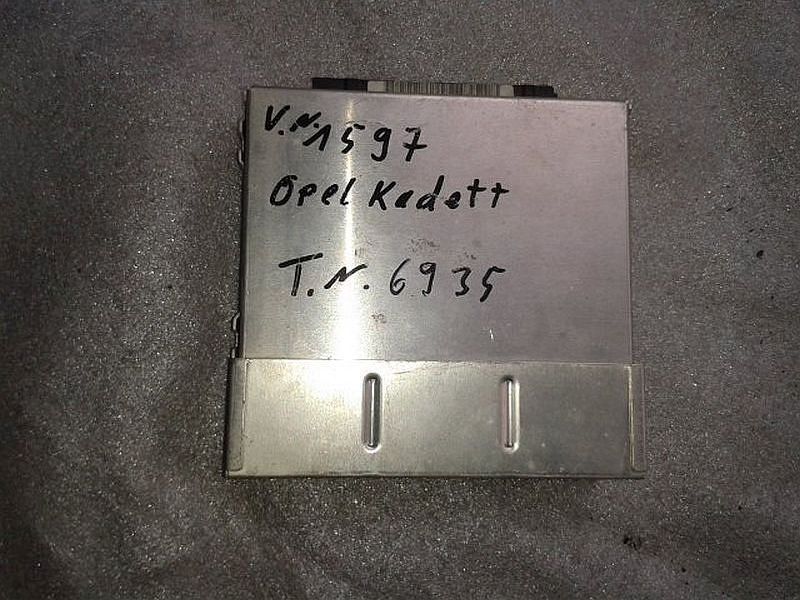 V.N. 1597
Opel Kadett
T.N. 6935